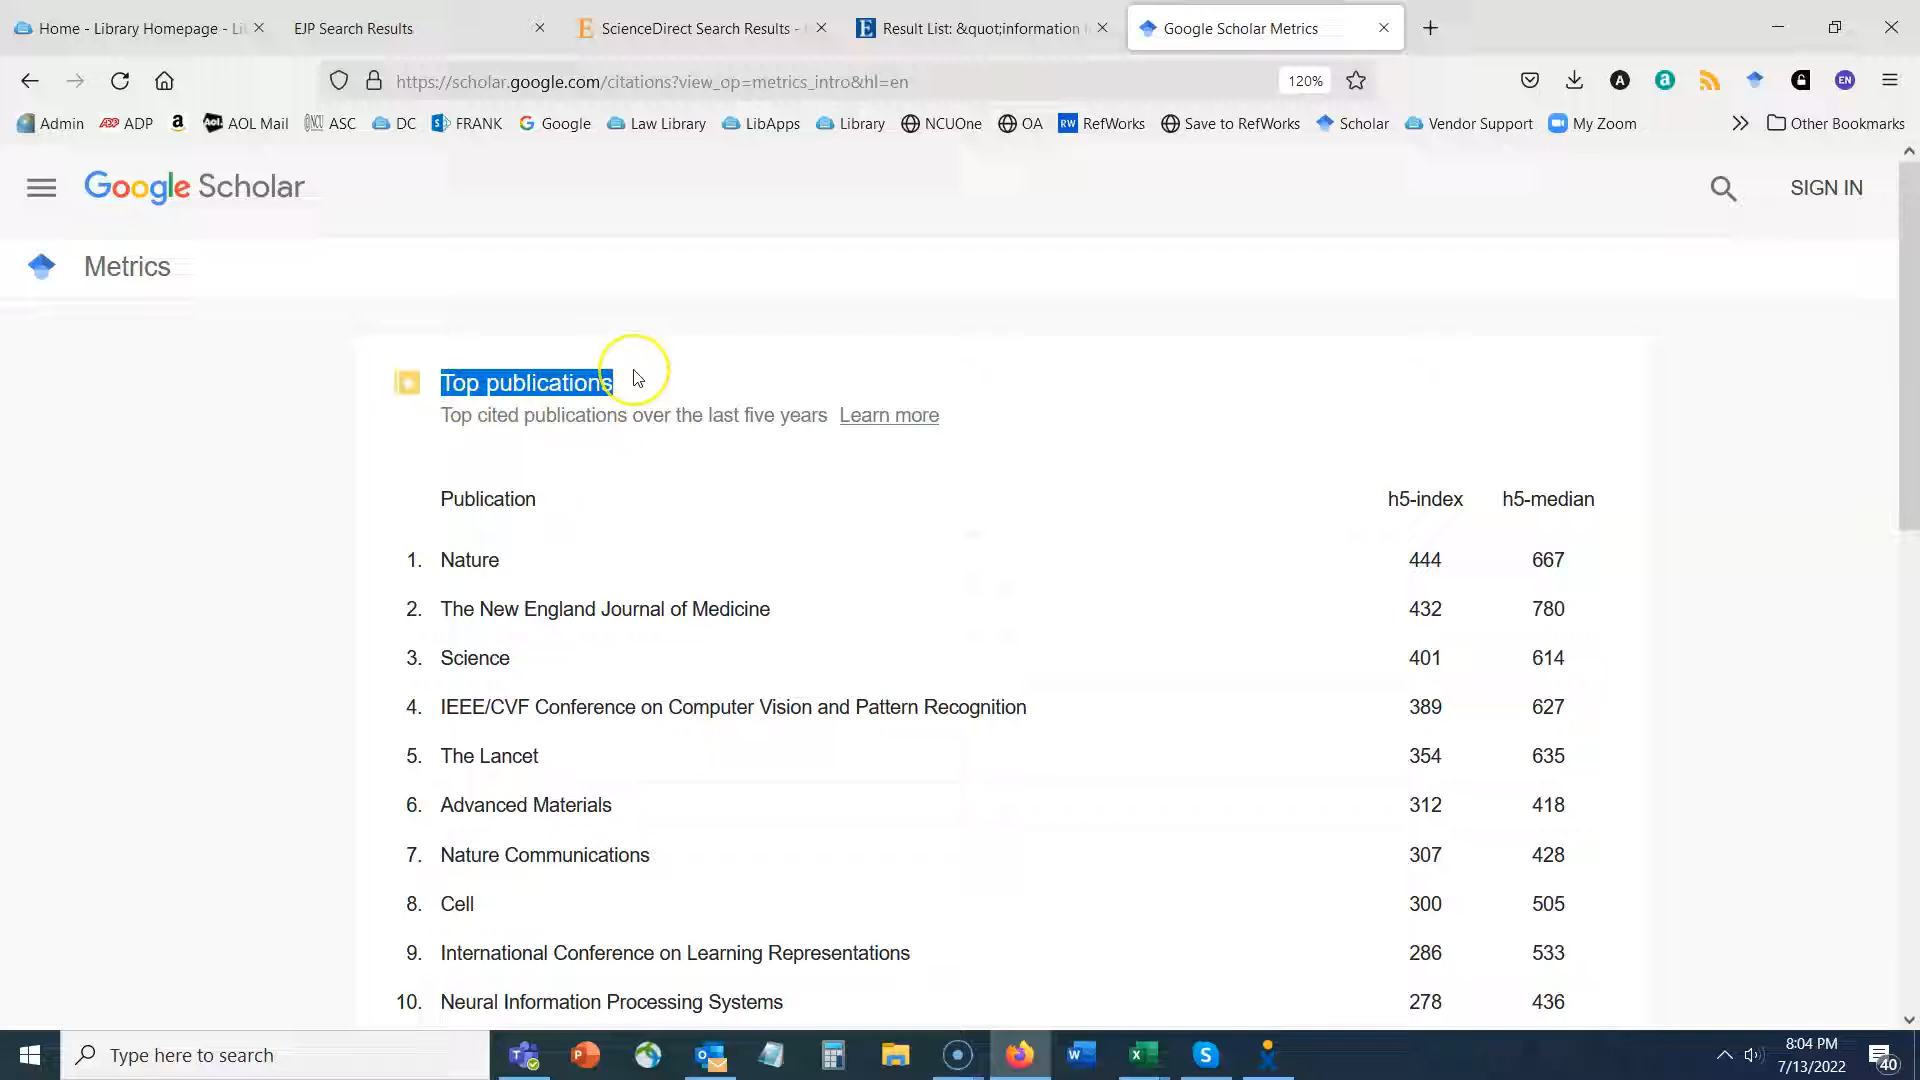 Home - Library Homepage - Li
EJP Search Results
ScienceDirect Search Results -
Result List: &quot;information
Google Scholar Metrics
https://scholar.google.com/citations?view_op=metrics_intro&hl=en
120%
Admin
ADP
AOL Mail
ASC
DC
FRANK
Google
Law Library
LibApps
Library
NCUOne
OA
RefWorks
Save to RefWorks
Scholar
Vendor Support
My Zoom
Other Bookmarks
Google Scholar
SIGN IN
Metrics
Top publications
Top cited publications over the last five years Learn more
Publication h5-index h5-median
1. Nature 444 667
2. The New England Journal of Medicine 432 780
3. Science 401 614
4. IEEE/CVF Conference on Computer Vision and Pattern Recognition 389 627
5. The Lancet 354 635
6. Advanced Materials 312 418
7. Nature Communications 307 428
8. Cell 300 505
9. International Conference on Learning Representations 286 533
10. Neural Information Processing Systems 278 436
Type here to search
8:04 PM
7/13/2022
40